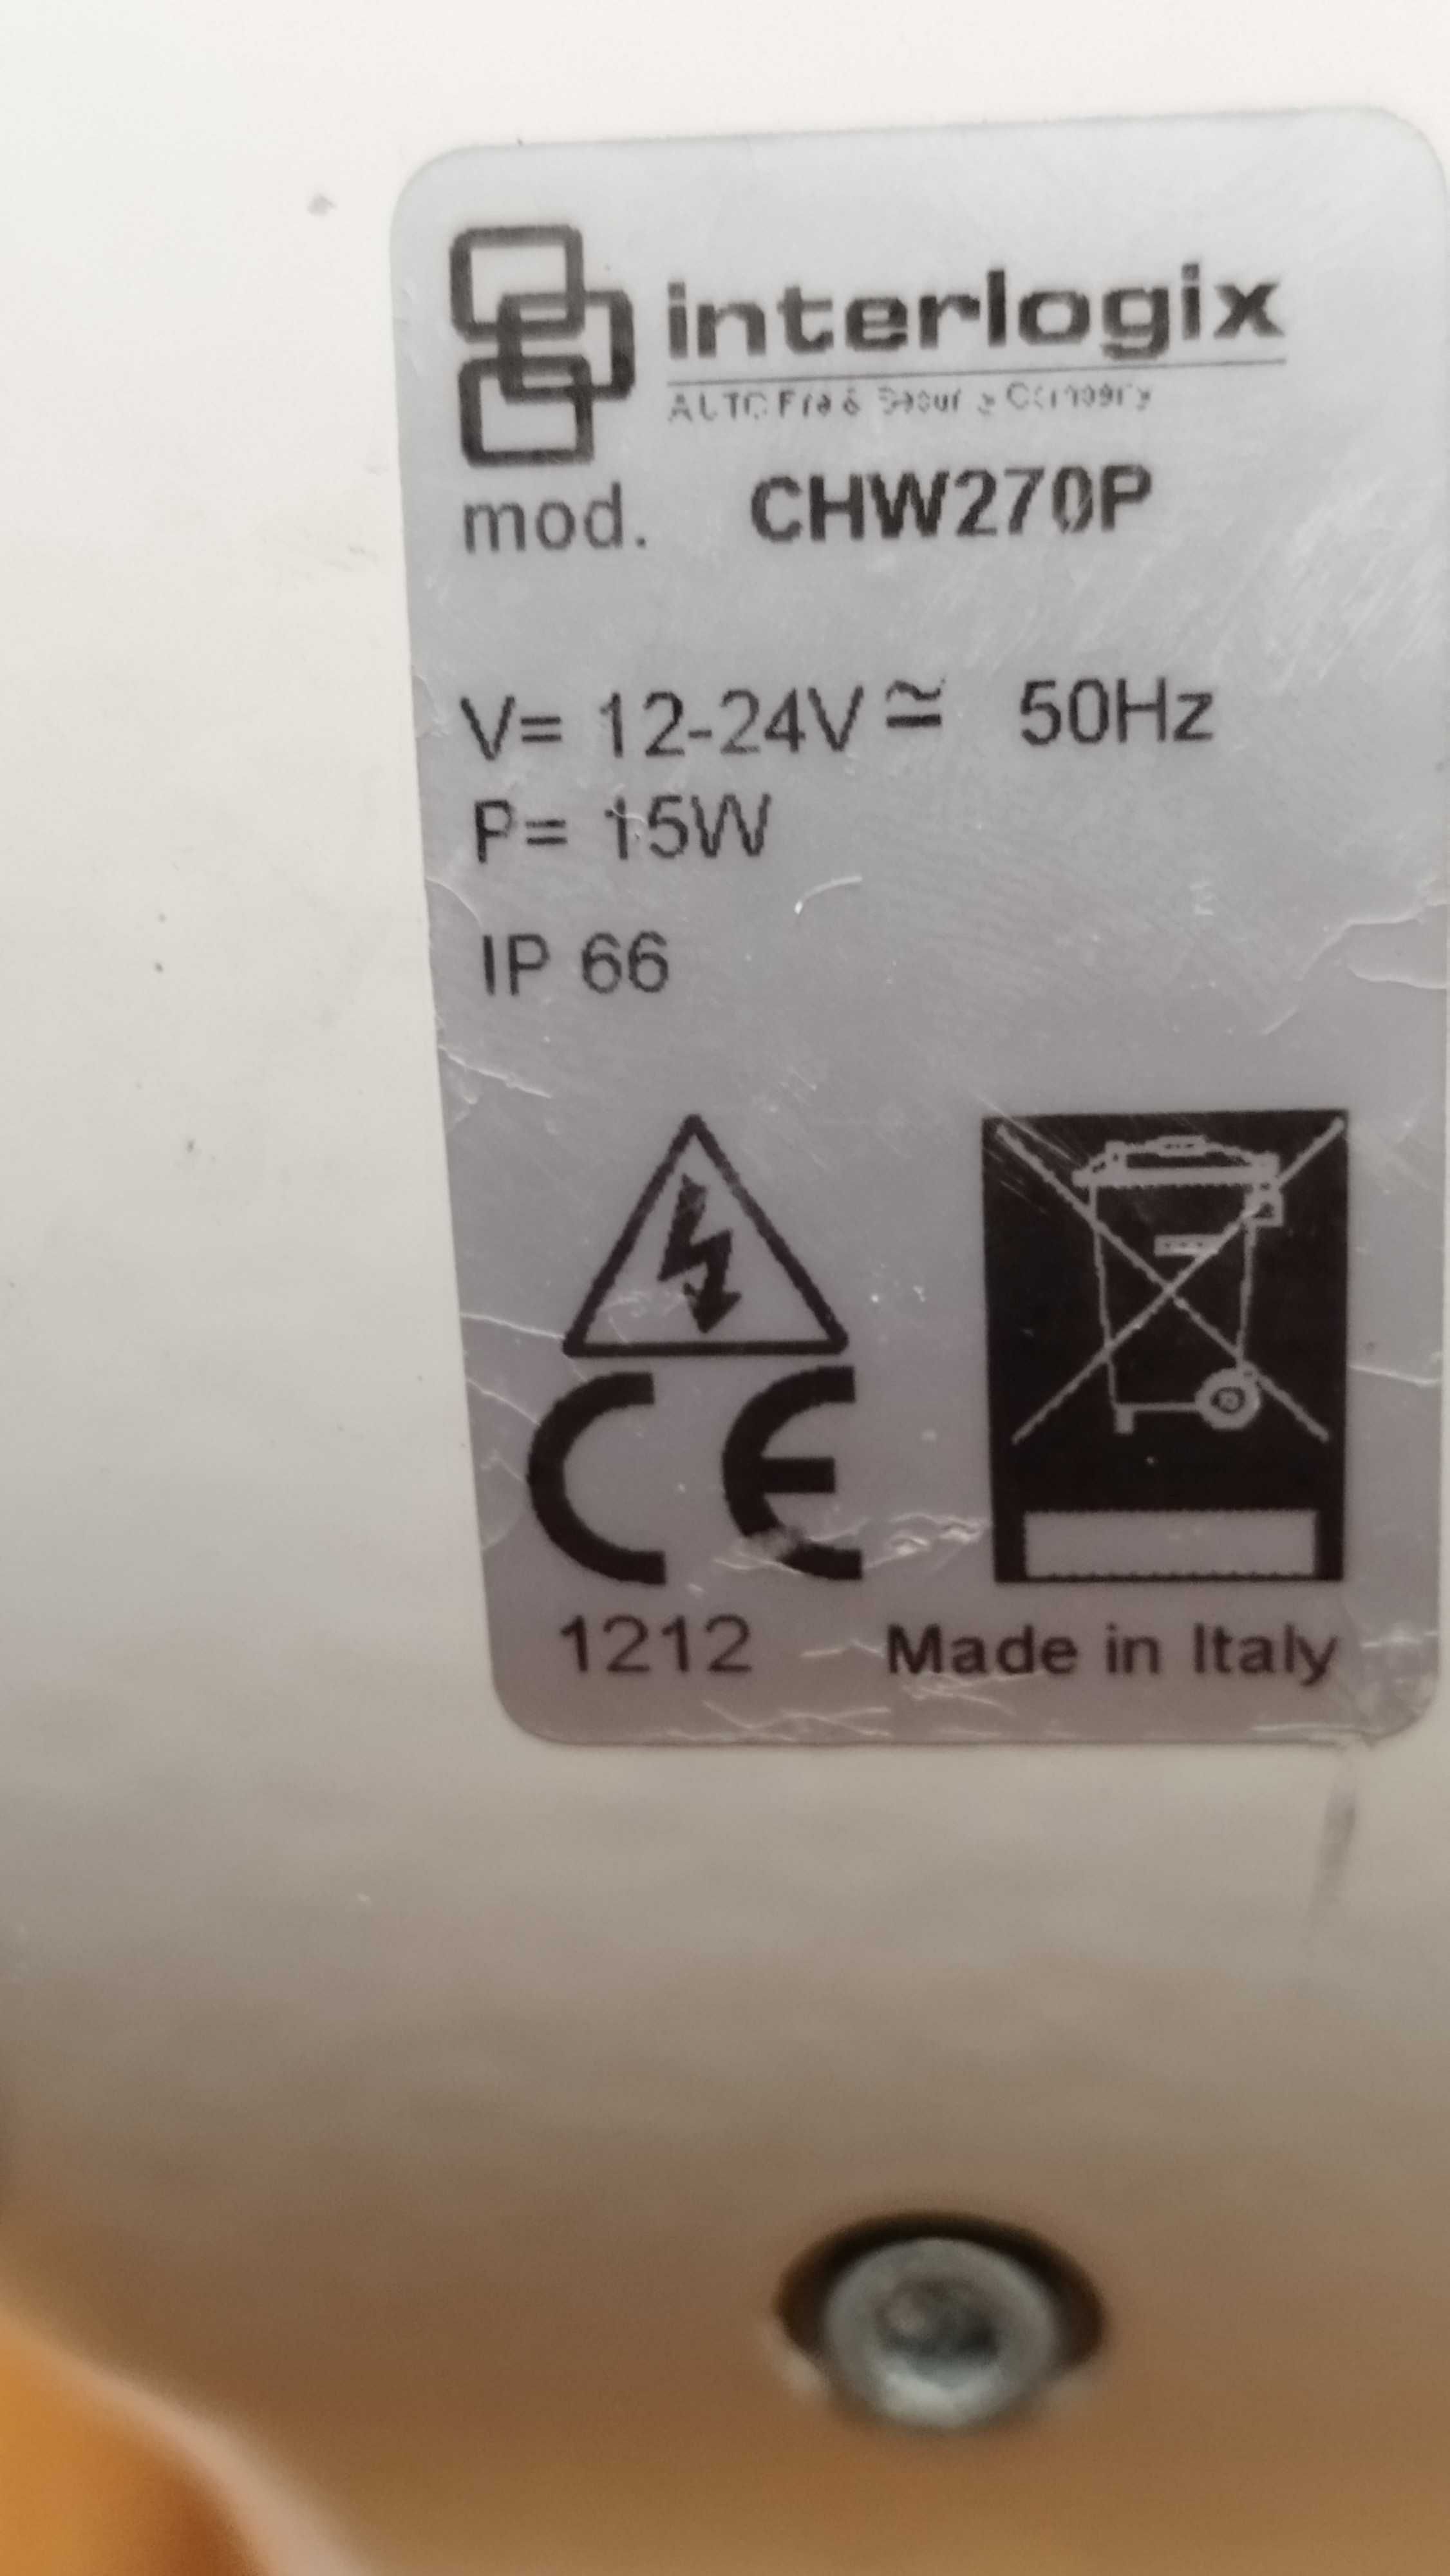 interlogix
mod. CHW270P
V= 12-24V≃ 50Hz
P= 15W
IP 66
CE
1212 Made in Italy